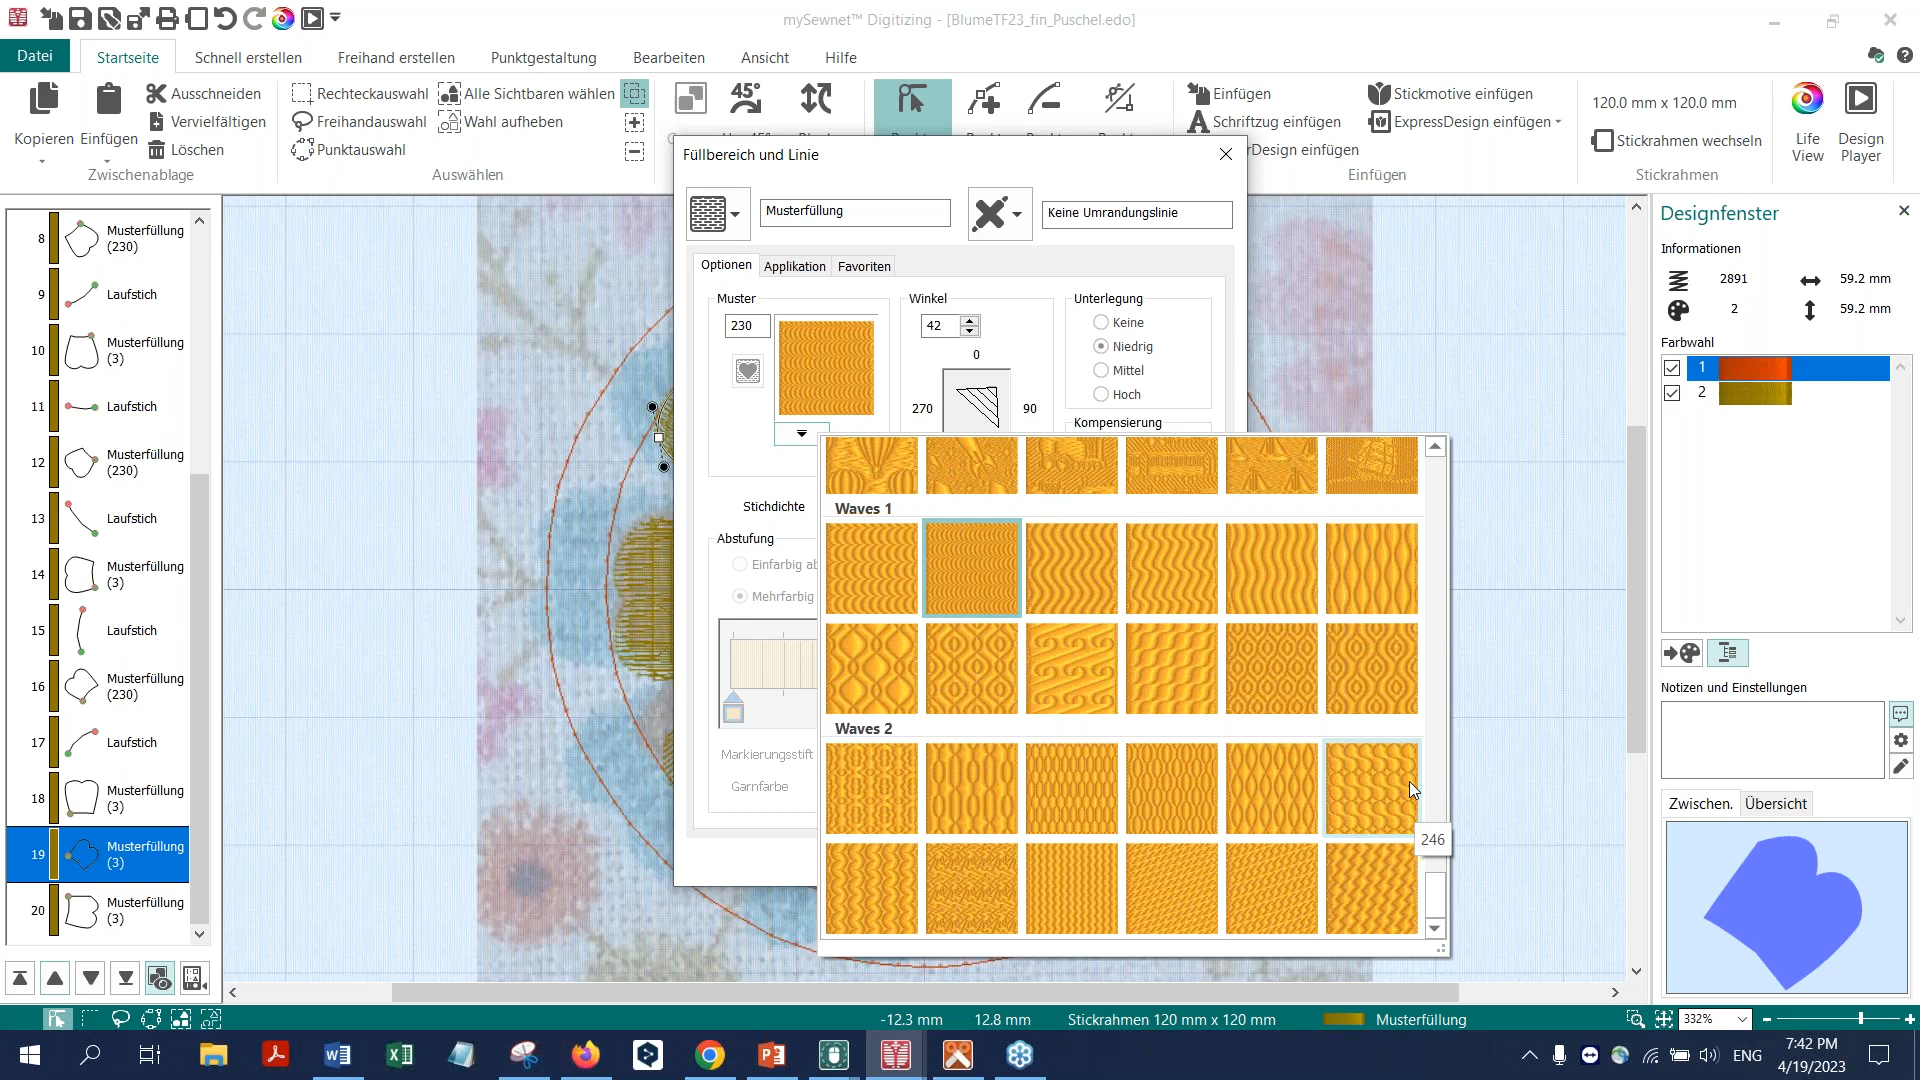 mySewnet™ Digitizing - [BlumeTF23_fin_Puschel.edo]
Datei
Startseite
Schnell erstellen
Freihand erstellen
Punktgestaltung
Bearbeiten
Ansicht
Hilfe
Kopieren
Einfügen
Ausschneiden
Vervielfältigen
Löschen
Zwischenablage
Rechteckauswahl
Freihandauswahl
Punktauswahl
Alle Sichtbaren wählen
Wahl aufheben
Auswählen
45°
Einfügen
Schriftzug einfügen
rDesign einfügen
Stickmotive einfügen
ExpressDesign einfügen
Einfügen
120.0 mm x 120.0 mm
Stickrahmen wechseln
Stickrahmen
Life View
Design Player
8 Musterfüllung (230)
9 Laufstich
10 Musterfüllung (3)
11 Laufstich
12 Musterfüllung (230)
13 Laufstich
14 Musterfüllung (3)
15 Laufstich
16 Musterfüllung (230)
17 Laufstich
18 Musterfüllung (3)
19 Musterfüllung (3)
20 Musterfüllung (3)
Füllbereich und Linie
Musterfüllung
Keine Umrandungslinie
Optionen
Applikation
Favoriten
Muster
230
Winkel
42
0
270
90
Unterlegung
Keine
Niedrig
Mittel
Hoch
Kompensierung
Stichdichte
Abstufung
Einfarbig ab
Mehrfarbig
Markierungsstift
Garnfarbe
Waves 1
Waves 2
246
Designfenster
Informationen
2891
59.2 mm
2
59.2 mm
Farbwahl
1
2
Notizen und Einstellungen
Zwischen.
Übersicht
-12.3 mm
12.8 mm
Stickrahmen 120 mm x 120 mm
Musterfüllung
332%
ENG
7:42 PM
4/19/2023